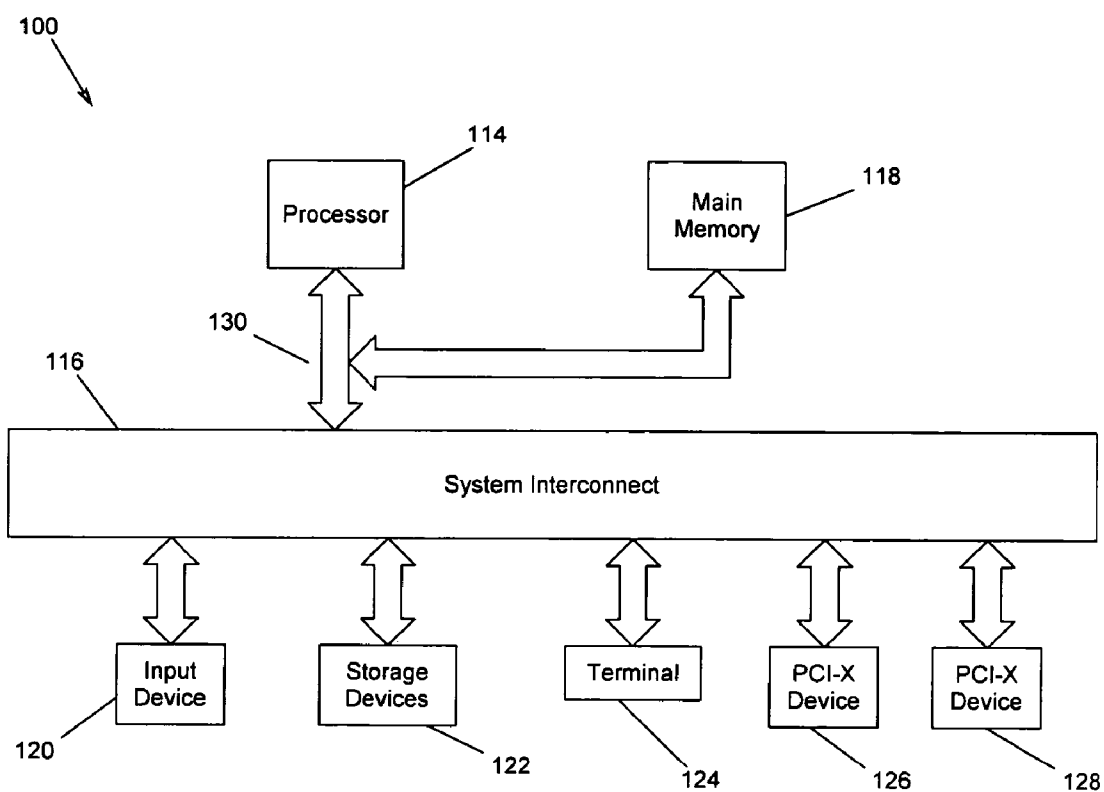 100
114
Processor
118
Main
Memory
130
116
System Interconnect
Input
Device
Storage
Devices
Terminal
PCI-X
Device
PCI-X
Device
120
122
124
126
128